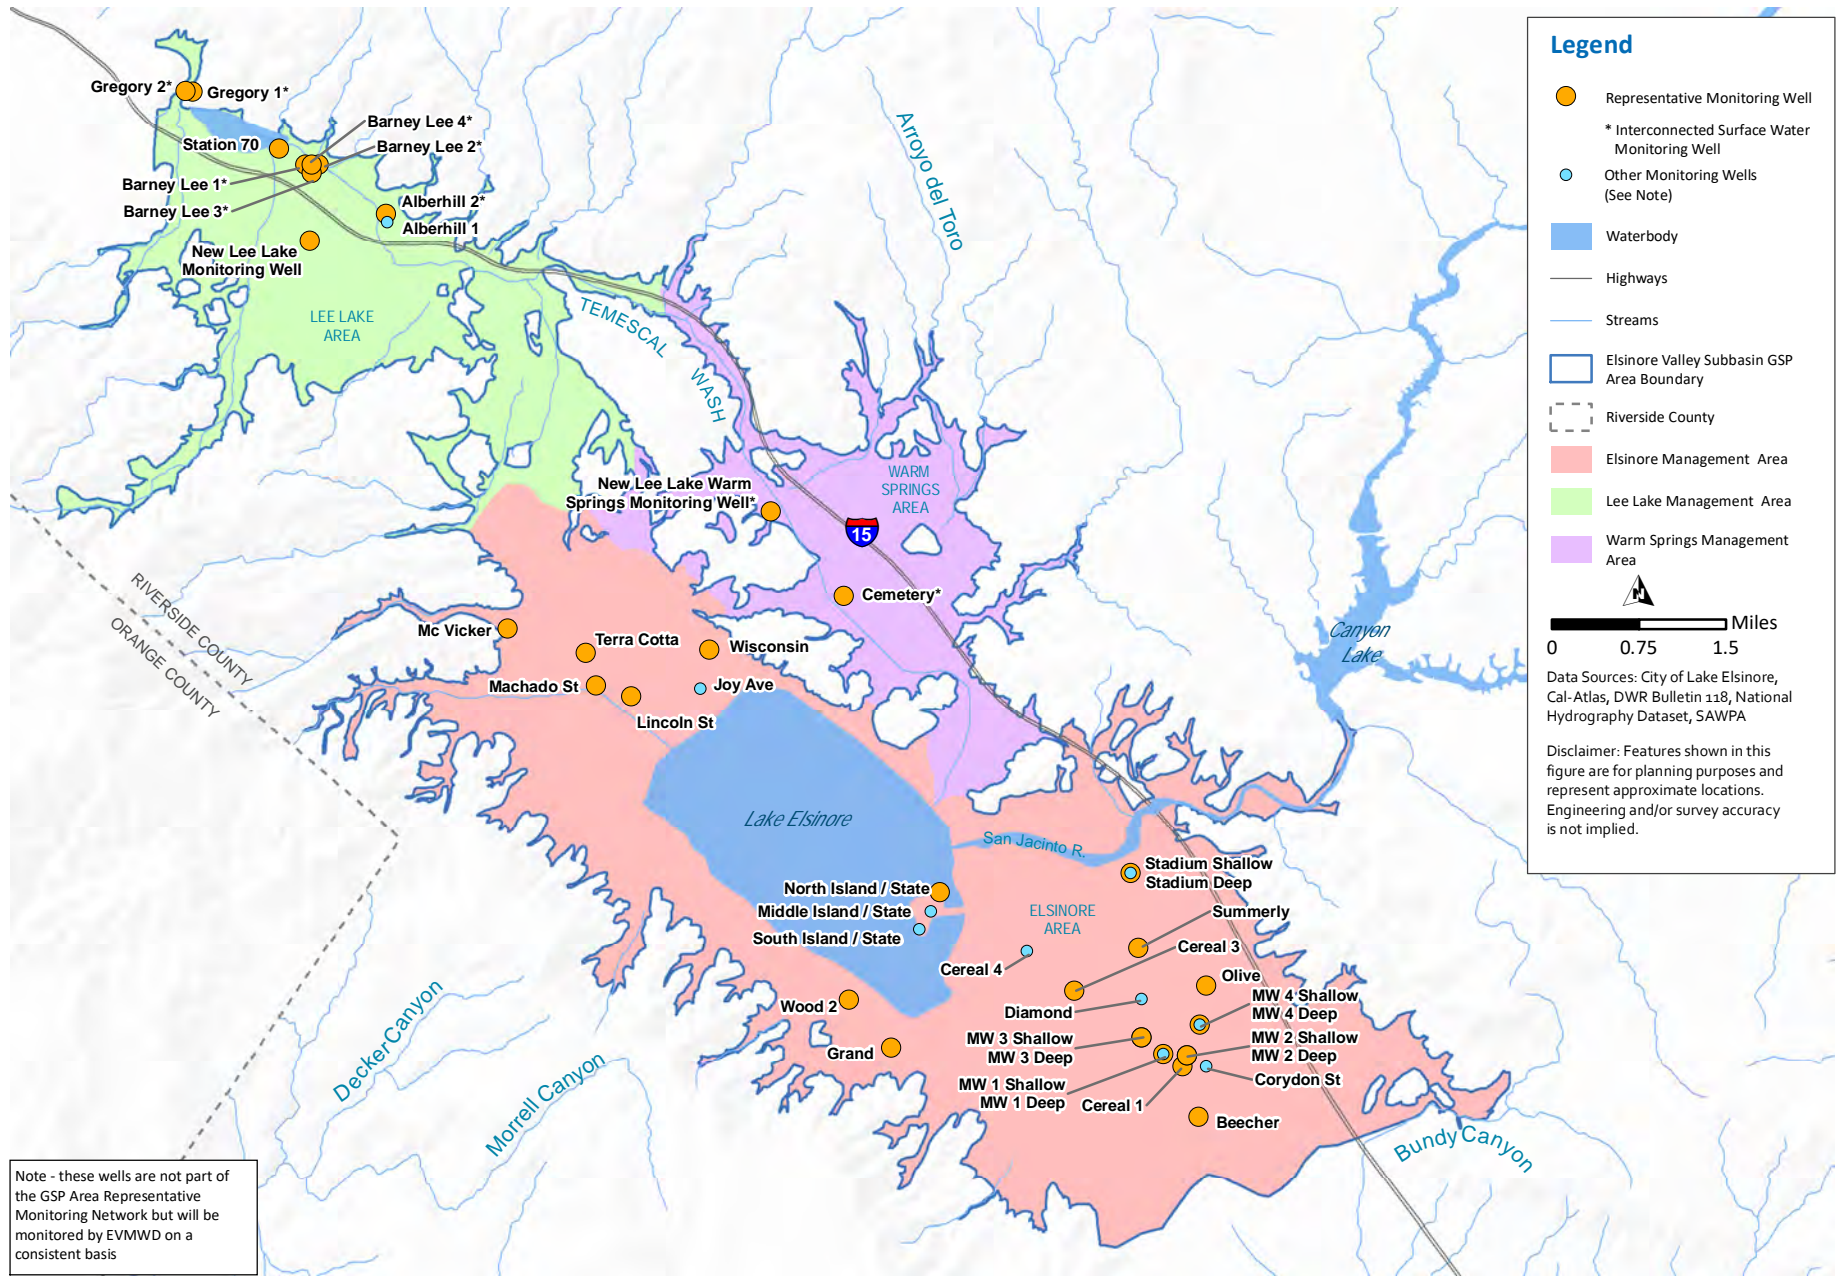 Gregory 2*
Gregory 1*
Station 70
Barney Lee 4*
Barney Lee 2*
Barney Lee 1*
Barney Lee 3*
Alberhill 2*
Alberhill 1
New Lee Lake
Monitoring Well
LEE LAKE
AREA
TEMESCAL
WASH
Arroyo del Toro
WARM
SPRINGS
AREA
New Lee Lake Warm
Springs Monitoring Well*
15
Cemetery*
RIVERSIDE COUNTY
ORANGE COUNTY
Mc Vicker
Terra Cotta
Wisconsin
Machado St
Joy Ave
Lincoln St
Canyon
Lake
Lake Elsinore
San Jacinto R.
North Island / State
Middle Island / State
South Island / State
ELSINORE
AREA
Stadium Shallow
Stadium Deep
Summerly
Cereal 3
Cereal 4
Olive
Diamond
MW 4 Shallow
MW 4 Deep
MW 3 Shallow
MW 3 Deep
MW 2 Shallow
MW 2 Deep
MW 1 Shallow
MW 1 Deep
Cereal 1
Corydon St
Beecher
Wood 2
Grand
Decker Canyon
Morrell Canyon
Bundy Canyon
Note - these wells are not part of
the GSP Area Representative
Monitoring Network but will be
monitored by EVMWD on a
consistent basis
Legend
Representative Monitoring Well
* Interconnected Surface Water
Monitoring Well
Other Monitoring Wells
(See Note)
Waterbody
Highways
Streams
Elsinore Valley Subbasin GSP
Area Boundary
Riverside County
Elsinore Management Area
Lee Lake Management Area
Warm Springs Management
Area
N
Miles
0 0.75 1.5
Data Sources: City of Lake Elsinore,
Cal-Atlas, DWR Bulletin 118, National
Hydrography Dataset, SAWPA
Disclaimer: Features shown in this
figure are for planning purposes and
represent approximate locations.
Engineering and/or survey accuracy
is not implied.